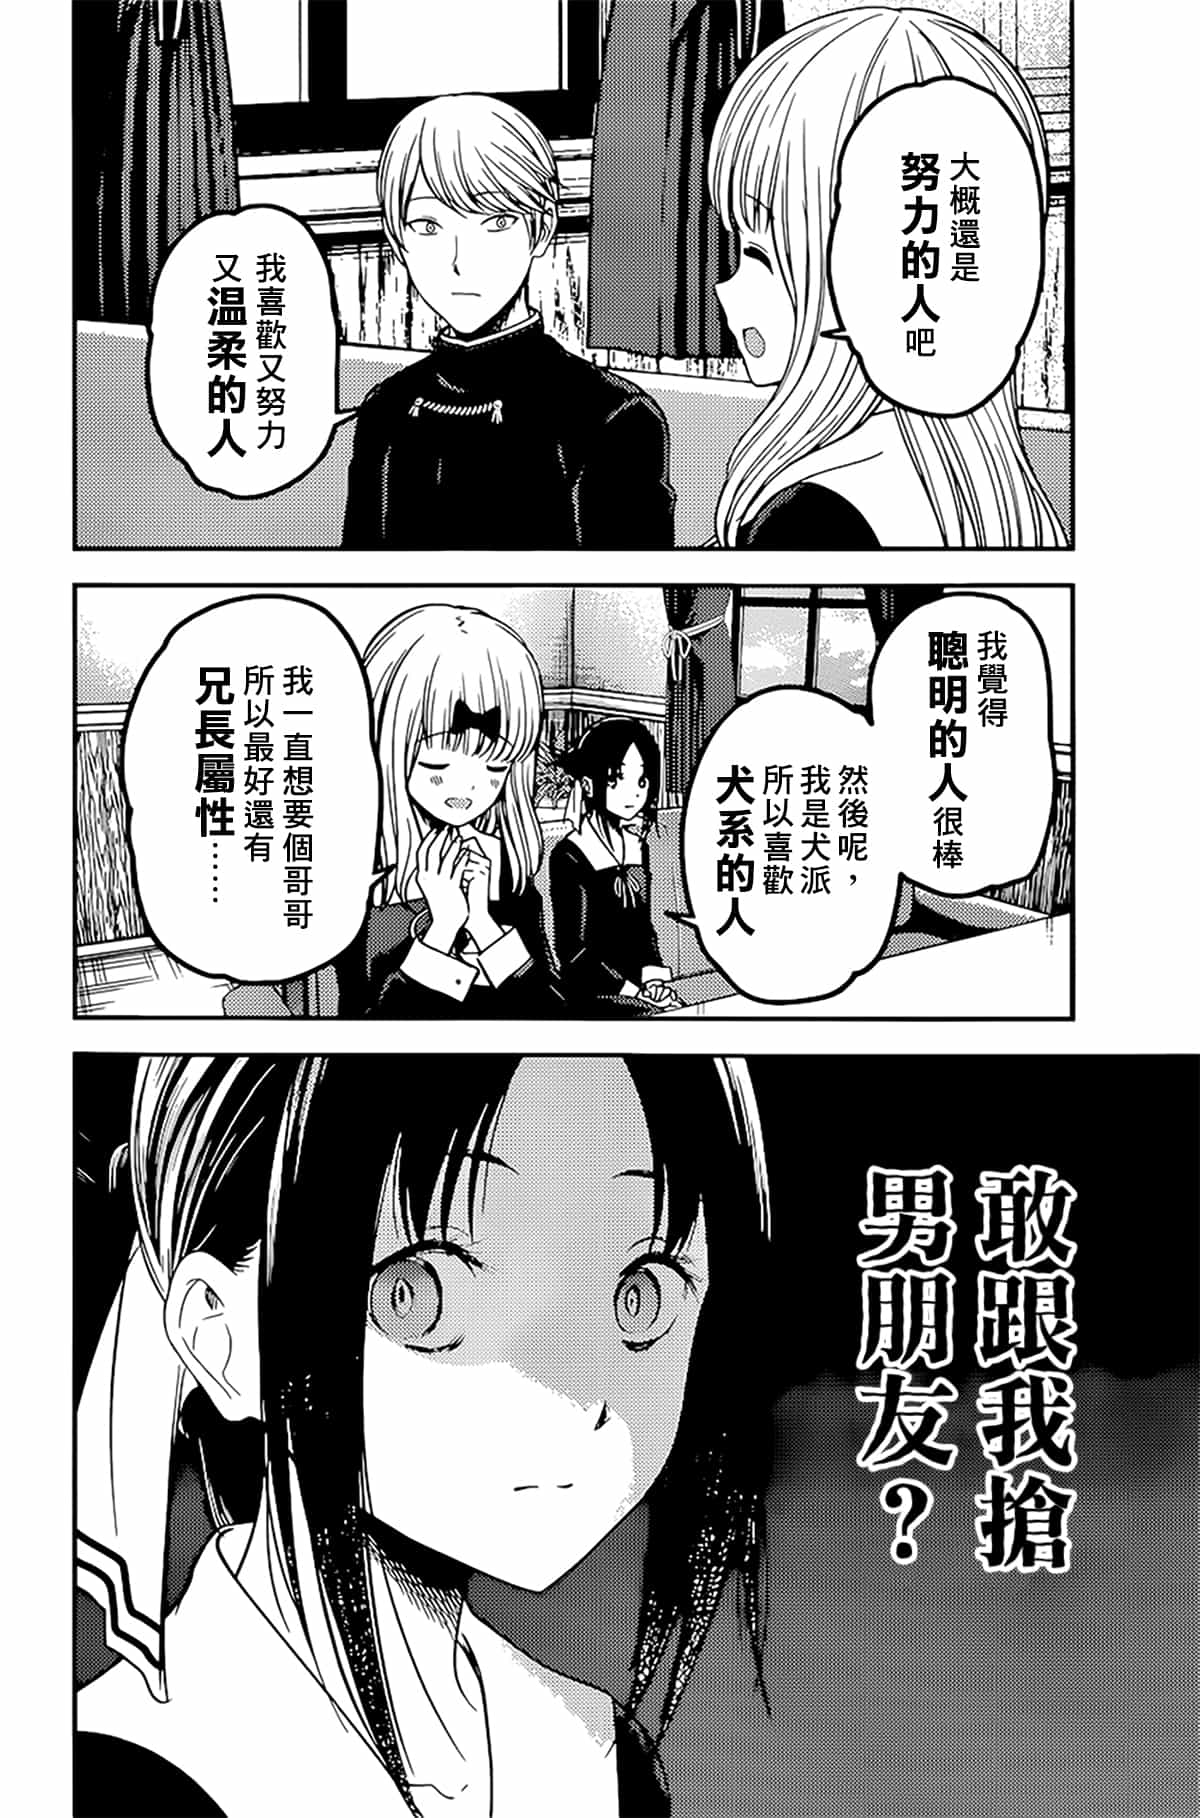 大概還是
努力的人吧
我喜歡又努力
又溫柔的人
我覺得
聰明的人很棒
然後呢，
我是犬派
所以喜歡
犬系的人
我一直想要個哥哥
所以最好還有
兄長屬性……
敢跟我搶
男朋友？